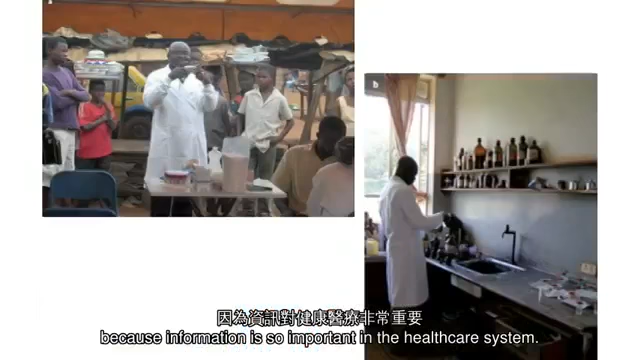 因為資訊對健康醫療非常重要
because information is so important in the healthcare system.